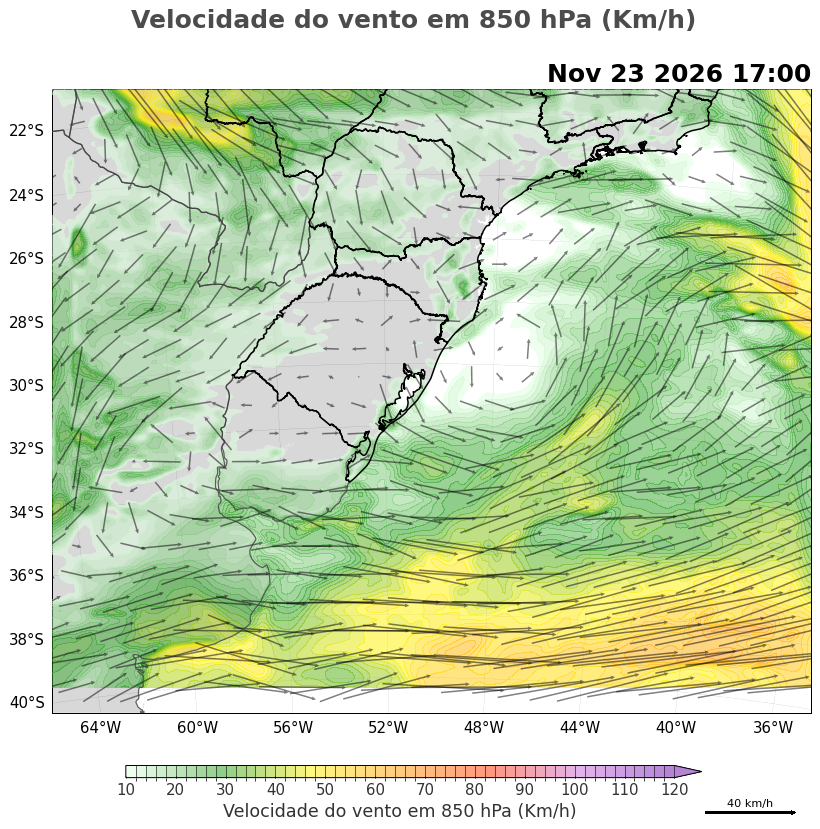 Velocidade do vento em 850 hPa (Km/h)
Nov 23 2026 17:00
22°S
24°S
26°S
28°S
30°S
32°S
34°S
36°S
38°S
40°S
64°W 60°W 56°W 52°W 48°W 44°W 40°W 36°W
10 20 30 40 50 60 70 80 90 100 110 120
Velocidade do vento em 850 hPa (Km/h)
40 km/h